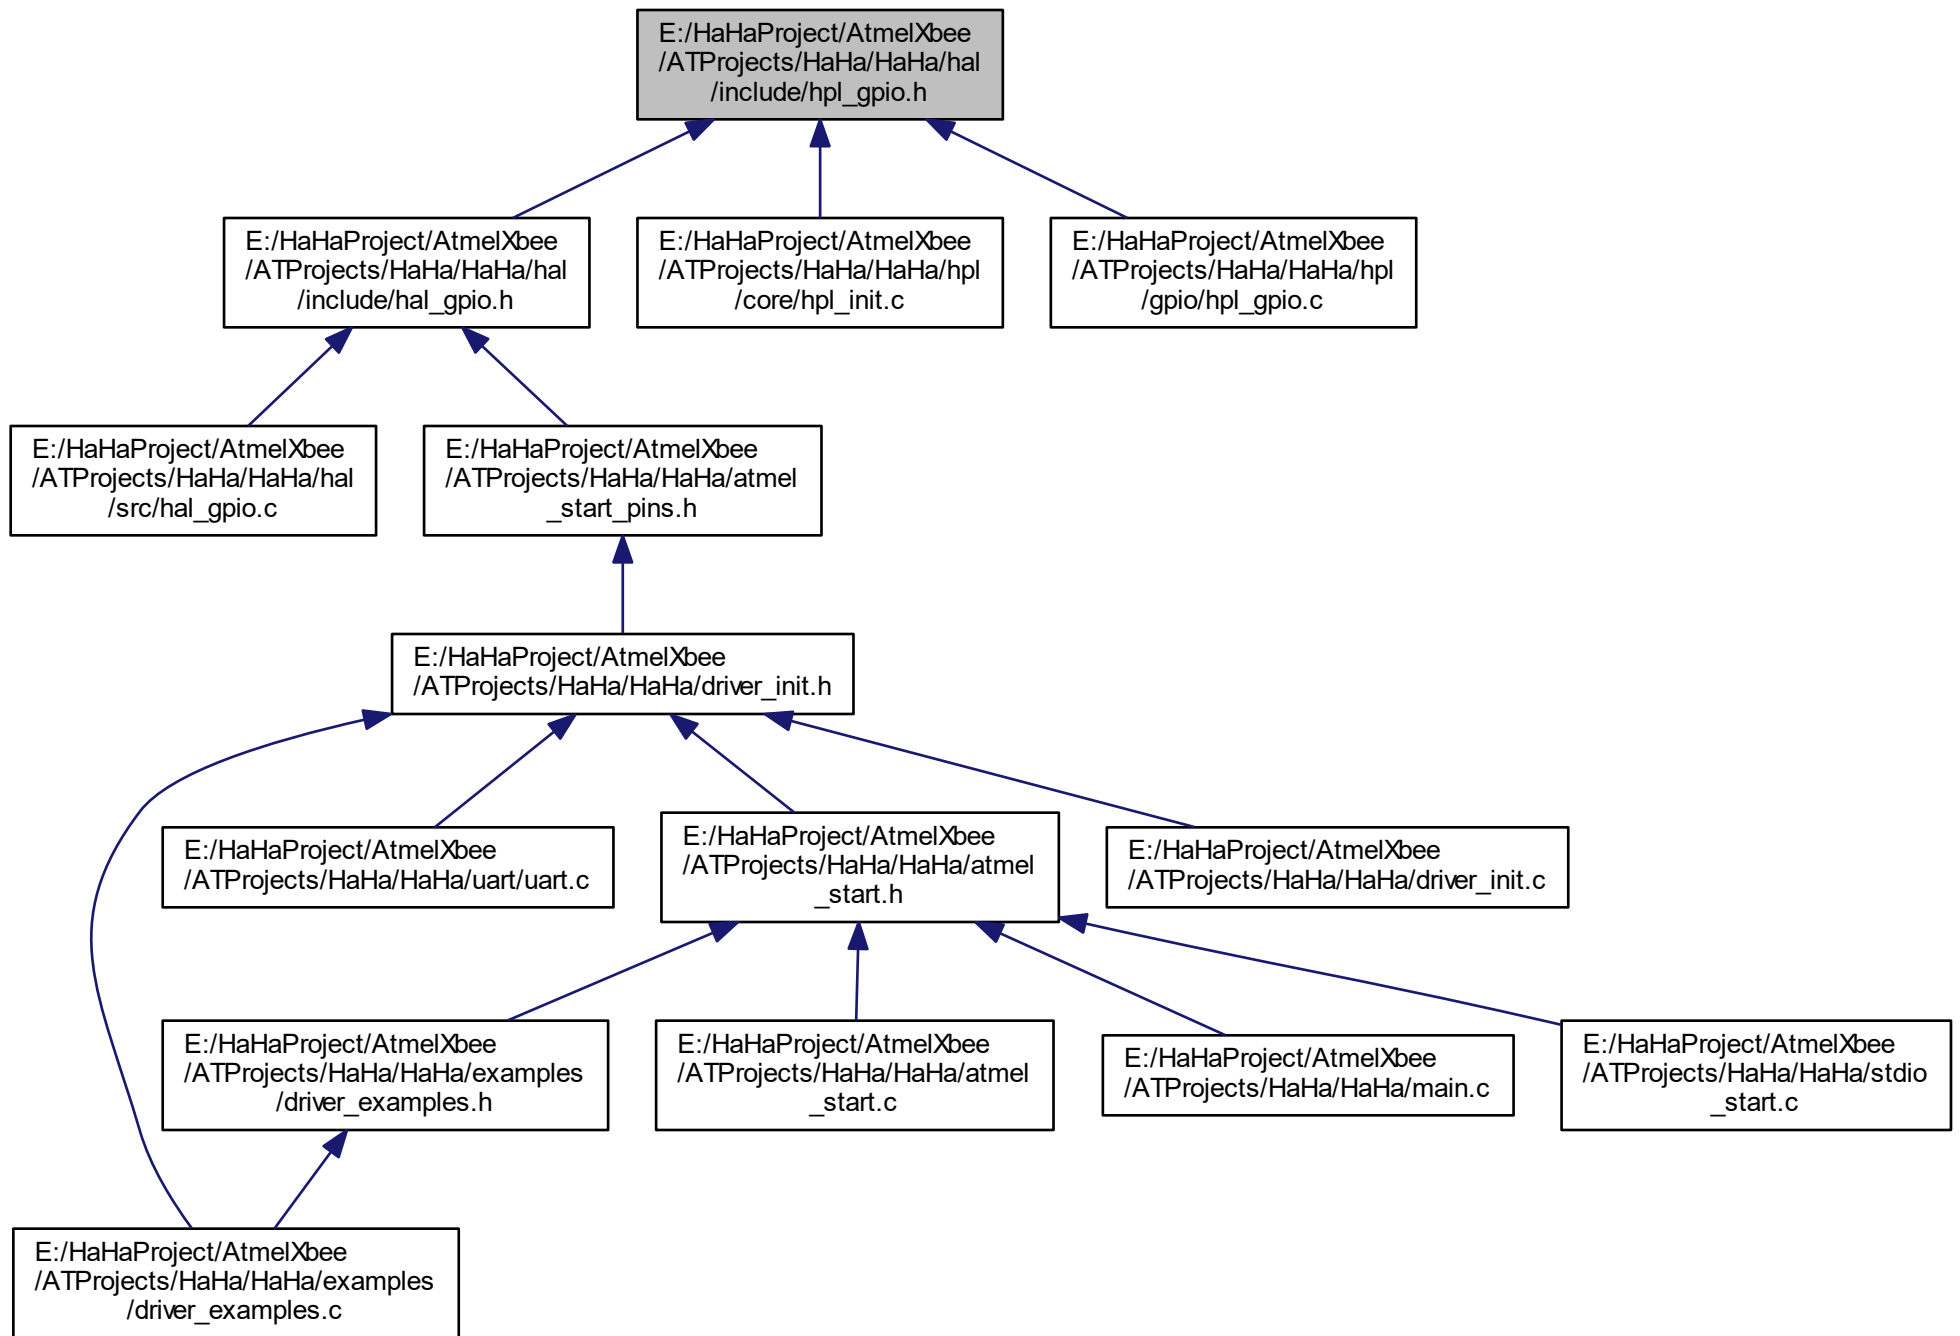 E:/HaHaProject/AtmelXbee
/ATProjects/HaHa/HaHa/hal
/include/hpl_gpio.h
E:/HaHaProject/AtmelXbee
/ATProjects/HaHa/HaHa/hal
/include/hal_gpio.h
E:/HaHaProject/AtmelXbee
/ATProjects/HaHa/HaHa/hpl
/core/hpl_init.c
E:/HaHaProject/AtmelXbee
/ATProjects/HaHa/HaHa/hpl
/gpio/hpl_gpio.c
E:/HaHaProject/AtmelXbee
/ATProjects/HaHa/HaHa/hal
/src/hal_gpio.c
E:/HaHaProject/AtmelXbee
/ATProjects/HaHa/HaHa/atmel
_start_pins.h
E:/HaHaProject/AtmelXbee
/ATProjects/HaHa/HaHa/driver_init.h
E:/HaHaProject/AtmelXbee
/ATProjects/HaHa/HaHa/uart/uart.c
E:/HaHaProject/AtmelXbee
/ATProjects/HaHa/HaHa/atmel
_start.h
E:/HaHaProject/AtmelXbee
/ATProjects/HaHa/HaHa/driver_init.c
E:/HaHaProject/AtmelXbee
/ATProjects/HaHa/HaHa/examples
/driver_examples.h
E:/HaHaProject/AtmelXbee
/ATProjects/HaHa/HaHa/atmel
_start.c
E:/HaHaProject/AtmelXbee
/ATProjects/HaHa/HaHa/main.c
E:/HaHaProject/AtmelXbee
/ATProjects/HaHa/HaHa/stdio
_start.c
E:/HaHaProject/AtmelXbee
/ATProjects/HaHa/HaHa/examples
/driver_examples.c